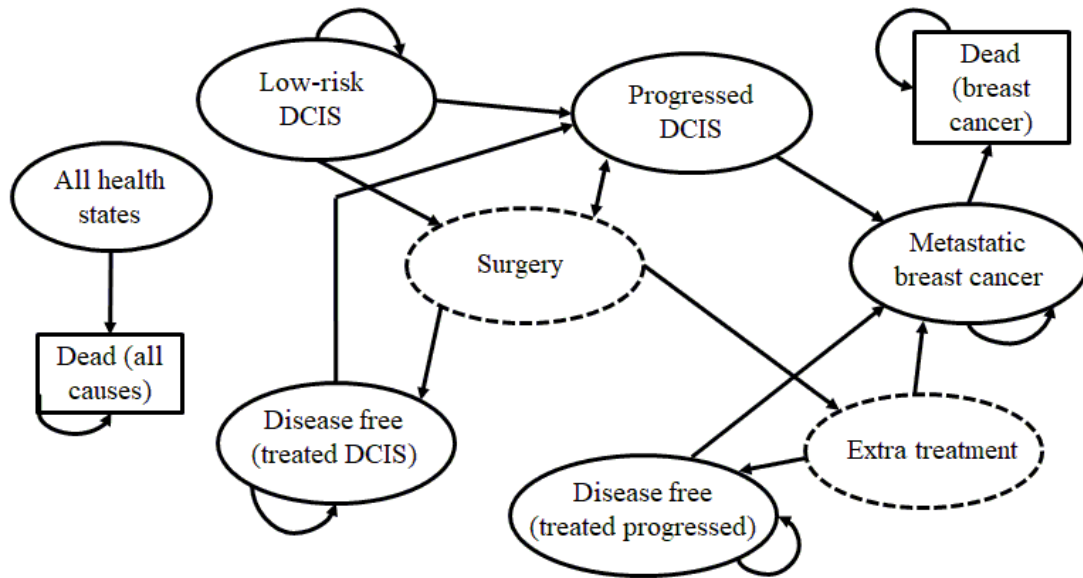 Low-risk
DCIS
Progressed
DCIS
Dead
(breast
cancer)
All health
states
Surgery
Metastatic
breast cancer
Dead (all
causes)
Disease free
(treated DCIS)
Extra treatment
Disease free
(treated progressed)